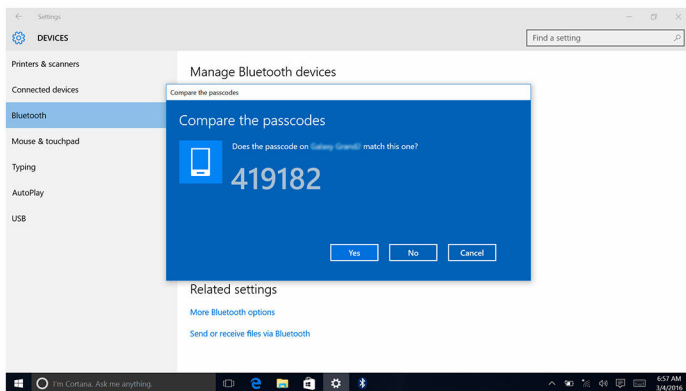 Settings
DEVICES
Find a setting
Printers & scanners
Connected devices
Bluetooth
Mouse & touchpad
Typing
AutoPlay
USB
Manage Bluetooth devices
Compare the passcodes
Compare the passcodes
Does the passcode on Galaxy Grand2 match this one?
419182
Yes
No
Cancel
Related settings
More Bluetooth options
Send or receive files via Bluetooth
I'm Cortana. Ask me anything.
6:57 AM
3/4/2016